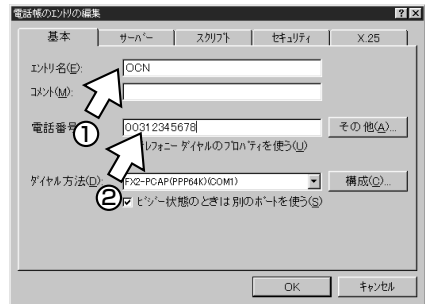 電話帳のエントリの編集
基本 サーバー スクリプト セキュリティ X.25
エントリ名(E): OCN
コメント(M):
電話番号 00312345678 その他(A)...
レフォニー ダイヤルのプロパティを使う(U)
ダイヤル方法(D): FX2-PCAP(PPP64K)(COM1) 構成(C)...
ビジー状態のときは別のポートを使う(S)
① ②
OK キャンセル